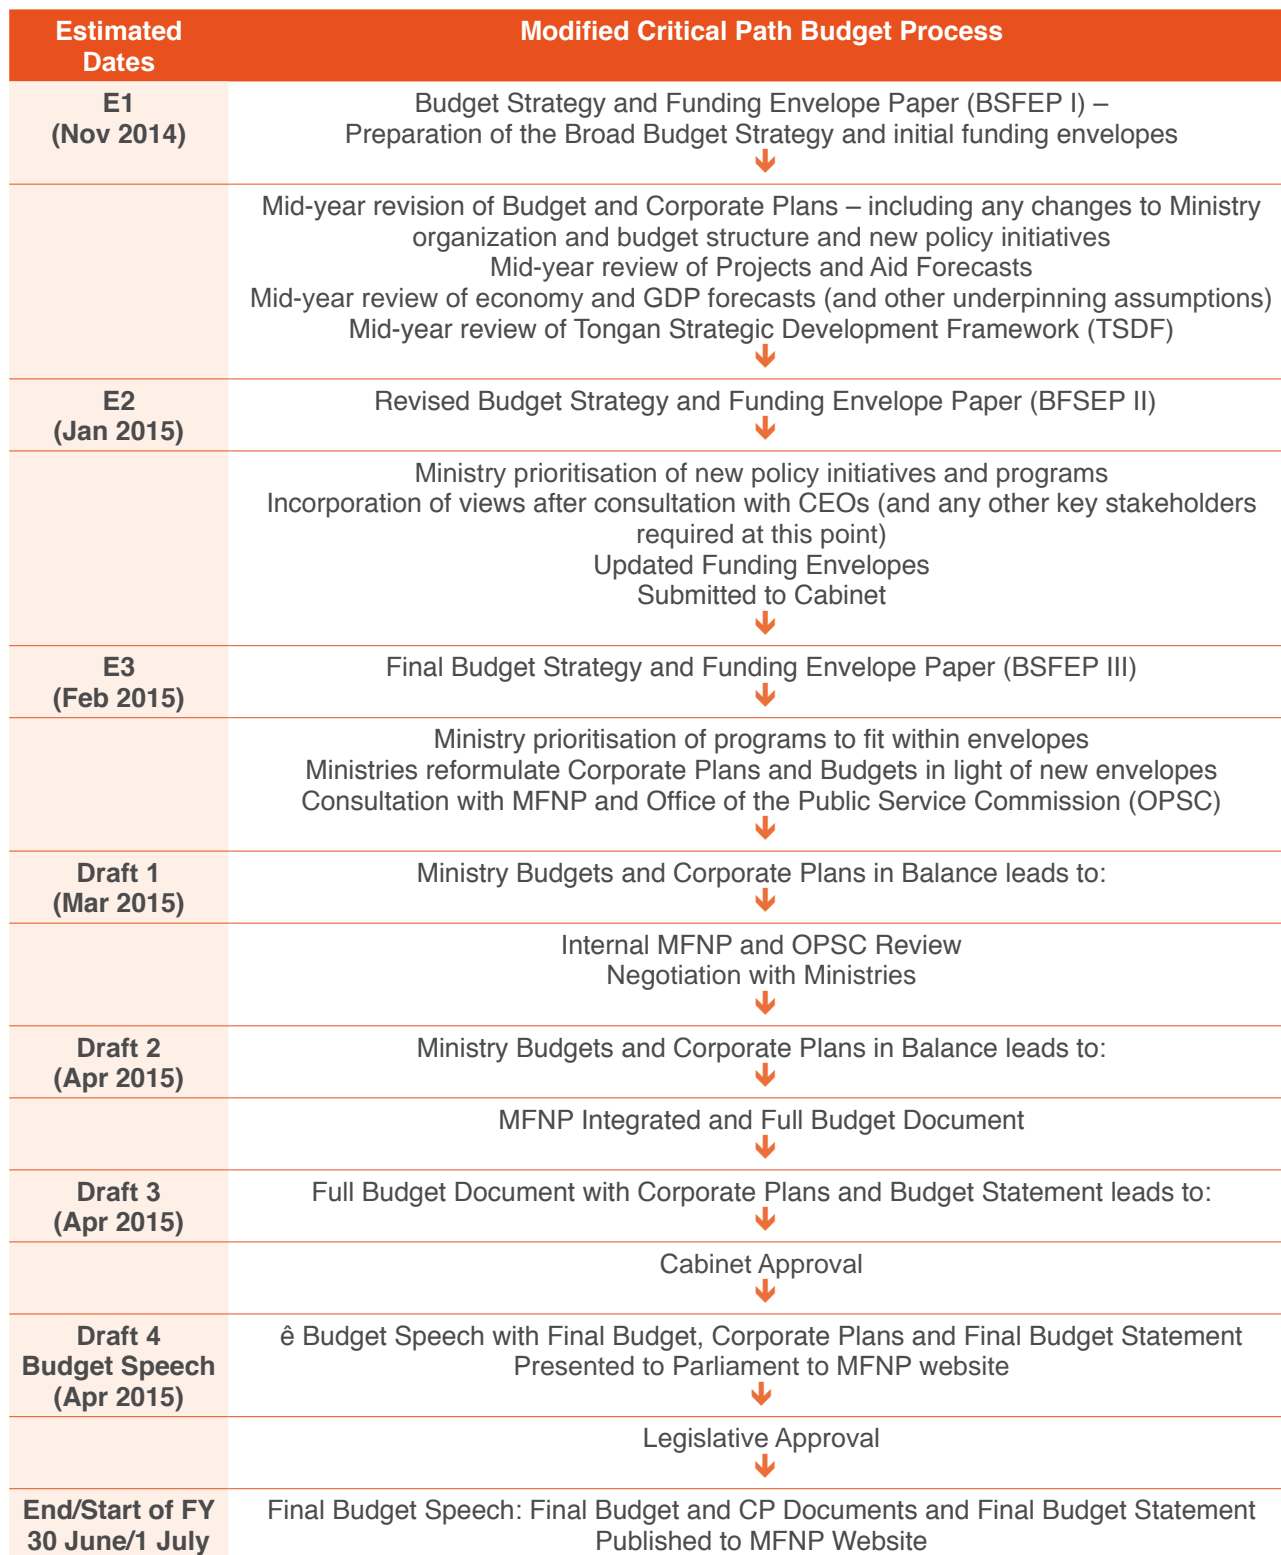 Estimated
Dates
Modified Critical Path Budget Process
E1
(Nov 2014)
Budget Strategy and Funding Envelope Paper (BSFEP I) –
Preparation of the Broad Budget Strategy and initial funding envelopes
Mid-year revision of Budget and Corporate Plans – including any changes to Ministry
organization and budget structure and new policy initiatives
Mid-year review of Projects and Aid Forecasts
Mid-year review of economy and GDP forecasts (and other underpinning assumptions)
Mid-year review of Tongan Strategic Development Framework (TSDF)
E2
(Jan 2015)
Revised Budget Strategy and Funding Envelope Paper (BFSEP II)
Ministry prioritisation of new policy initiatives and programs
Incorporation of views after consultation with CEOs (and any other key stakeholders
required at this point)
Updated Funding Envelopes
Submitted to Cabinet
E3
(Feb 2015)
Final Budget Strategy and Funding Envelope Paper (BSFEP III)
Ministry prioritisation of programs to fit within envelopes
Ministries reformulate Corporate Plans and Budgets in light of new envelopes
Consultation with MFNP and Office of the Public Service Commission (OPSC)
Draft 1
(Mar 2015)
Ministry Budgets and Corporate Plans in Balance leads to:
Internal MFNP and OPSC Review
Negotiation with Ministries
Draft 2
(Apr 2015)
Ministry Budgets and Corporate Plans in Balance leads to:
MFNP Integrated and Full Budget Document
Draft 3
(Apr 2015)
Full Budget Document with Corporate Plans and Budget Statement leads to:
Cabinet Approval
Draft 4
Budget Speech
(Apr 2015)
ê Budget Speech with Final Budget, Corporate Plans and Final Budget Statement
Presented to Parliament to MFNP website
Legislative Approval
End/Start of FY
30 June/1 July
Final Budget Speech: Final Budget and CP Documents and Final Budget Statement
Published to MFNP Website